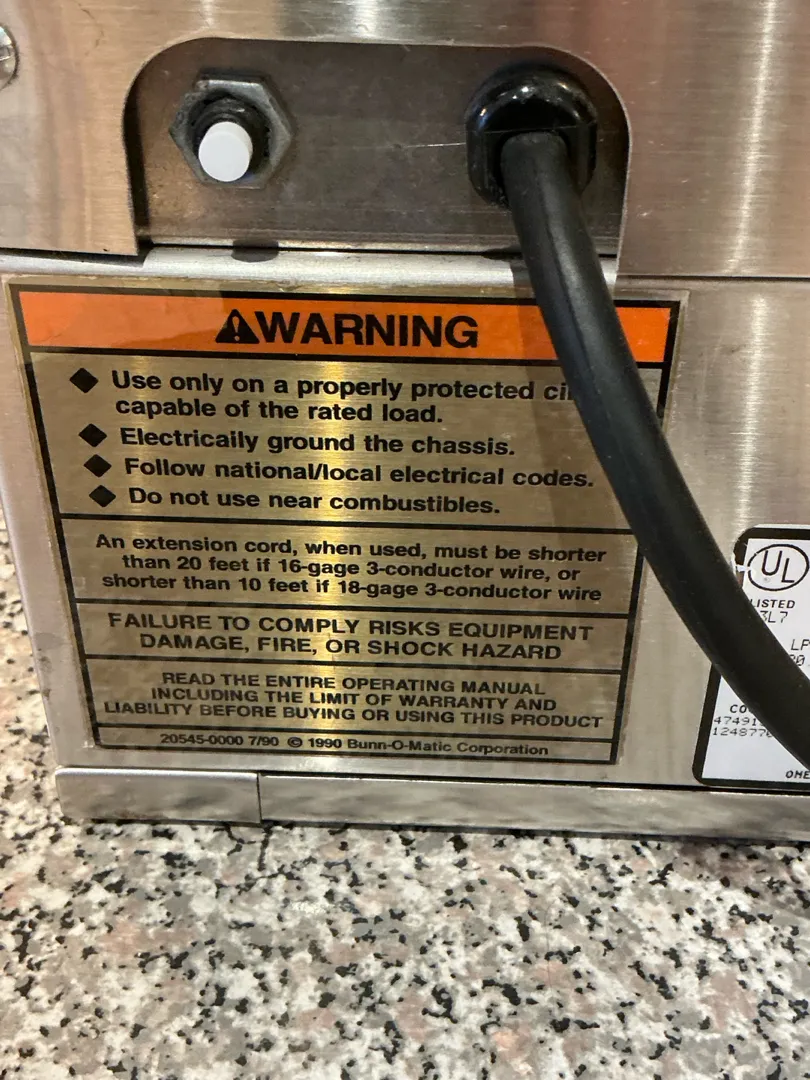 WARNING
Use only on a properly protected
capable of the rated load.
Electrically ground the chassis.
Follow national/local electrical codes.
Do not use near combustibles.
An extension cord, when used, must be shorter
than 20 feet if 16-gage 3-conductor wire, or
shorter than 10 feet if 18-gage 3-conductor wire
FAILURE TO COMPLY RISKS EQUIPMENT
DAMAGE, FIRE, OR SHOCK HAZARD
READ THE ENTIRE OPERATING MANUAL
INCLUDING THE LIMIT OF WARRANTY AND
LIABILITY BEFORE BUYING OR USING THIS PRODUCT
20545-0000 7/90 © 1990 Bunn-O-Matic Corporation
UL
LISTED
3L7